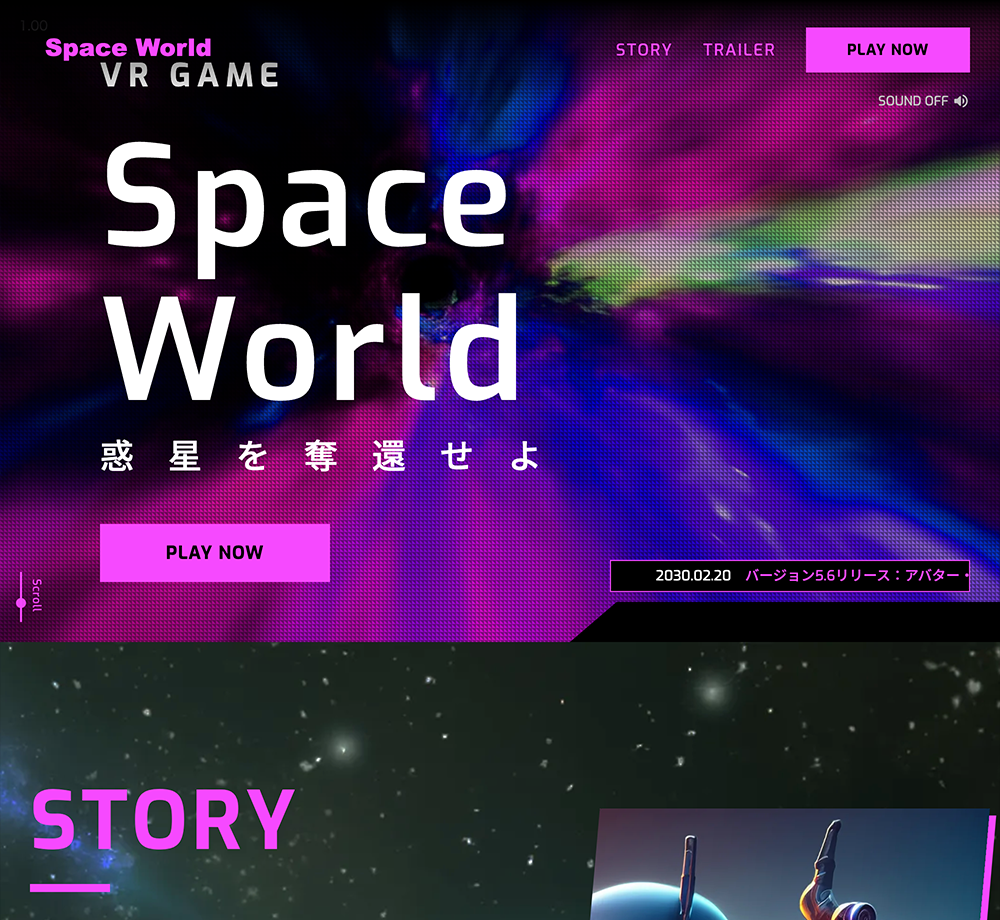 1.00
Space World
VR GAME
STORY
TRAILER
PLAY NOW
SOUND OFF
Space
World
惑星を奪還せよ
PLAY NOW
Scroll
2030.02.20 バージョン5.6リリース：アバター・
STORY